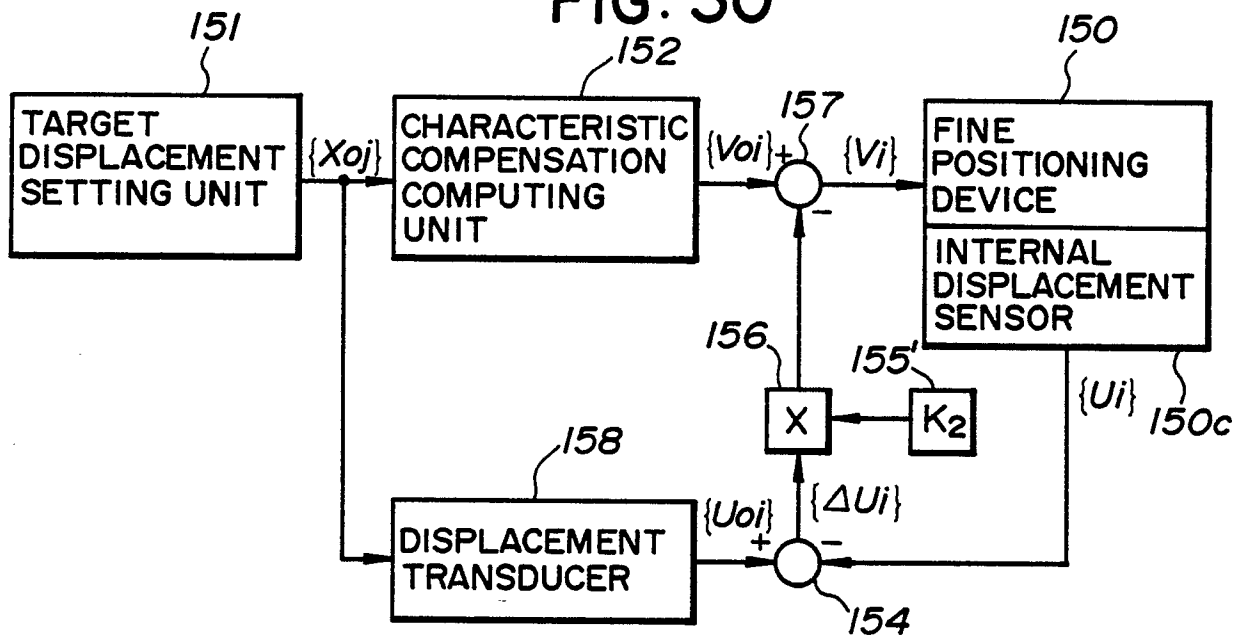 FIG. 30
151
152
150
TARGET
DISPLACEMENT
SETTING UNIT
{Xoj}
CHARACTERISTIC
COMPENSATION
COMPUTING
UNIT
{Voi}
+
157
-
{Vi}
FINE
POSITIONING
DEVICE
INTERNAL
DISPLACEMENT
SENSOR
156
X
155'
K2
{Ui}
150c
158
DISPLACEMENT
TRANSDUCER
{Uoi}
+
{ΔUi}
-
154